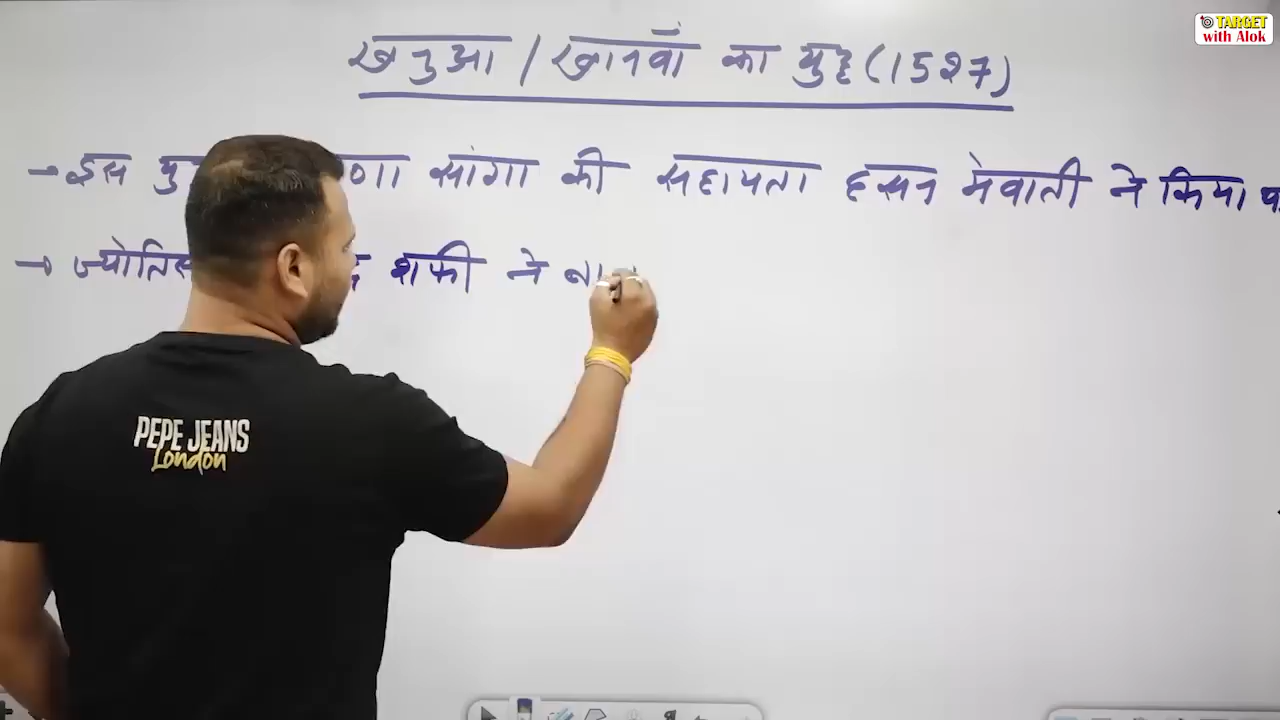 TARGET
with Alok
खनुआ / खानवाँ का युद्ध (1527)
→ इस सांगा की सहायता हसन मेवाती ने किया
→ शफी ने
PEPE JEANS
London